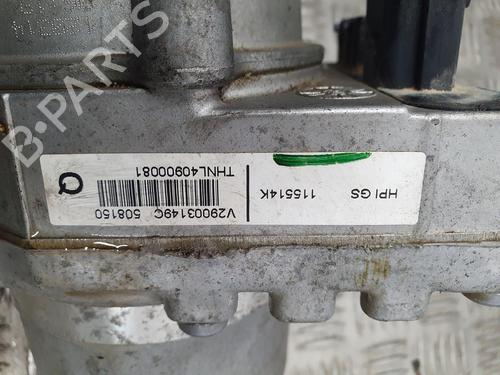 HPI GS 115514K
V29003149C 508150
THNL40900081
Q
B-PARTS